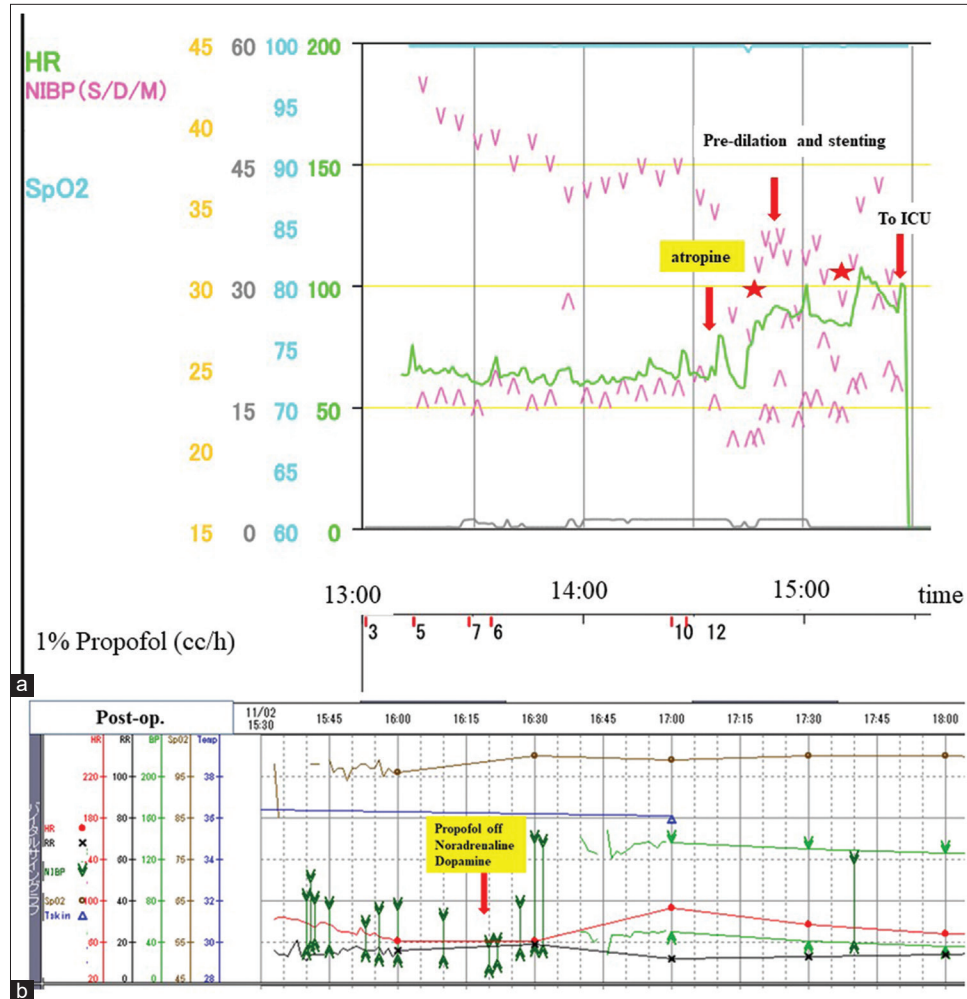 HR
NIBP(S/D/M)
SpO2
45 60 100 200
40 95
45 90 150
35 85
30 30 80 100
25 75
15 70 50
20 65
15 0 60 0
Pre-dilation and stenting
To ICU
atropine
13:00 14:00 15:00 time
1% Propofol (cc/h)
3 5 7 6 10 12
a
Post-op.
11/02
15:30 15:45 16:00 16:15 16:30 16:45 17:00 17:15 17:30 17:45 18:00
HR RR BP SpO2 Temp
220 100 200 95 38
180 80 160 85 36
40 60 120 75 34
100 40 80 65 32
60 20 40 55 30
20 0 0 45 28
HR
RR
NIBP
SpO2
Tskin
Propofol off
Noradrenaline
Dopamine
b